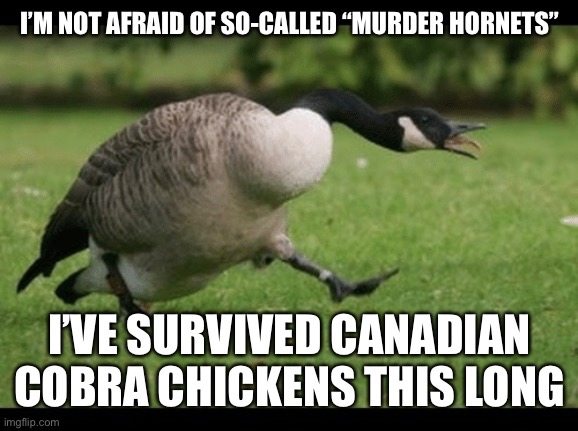 I’M NOT AFRAID OF SO-CALLED “MURDER HORNETS”
I’VE SURVIVED CANADIAN
COBRA CHICKENS THIS LONG
imgflip.com